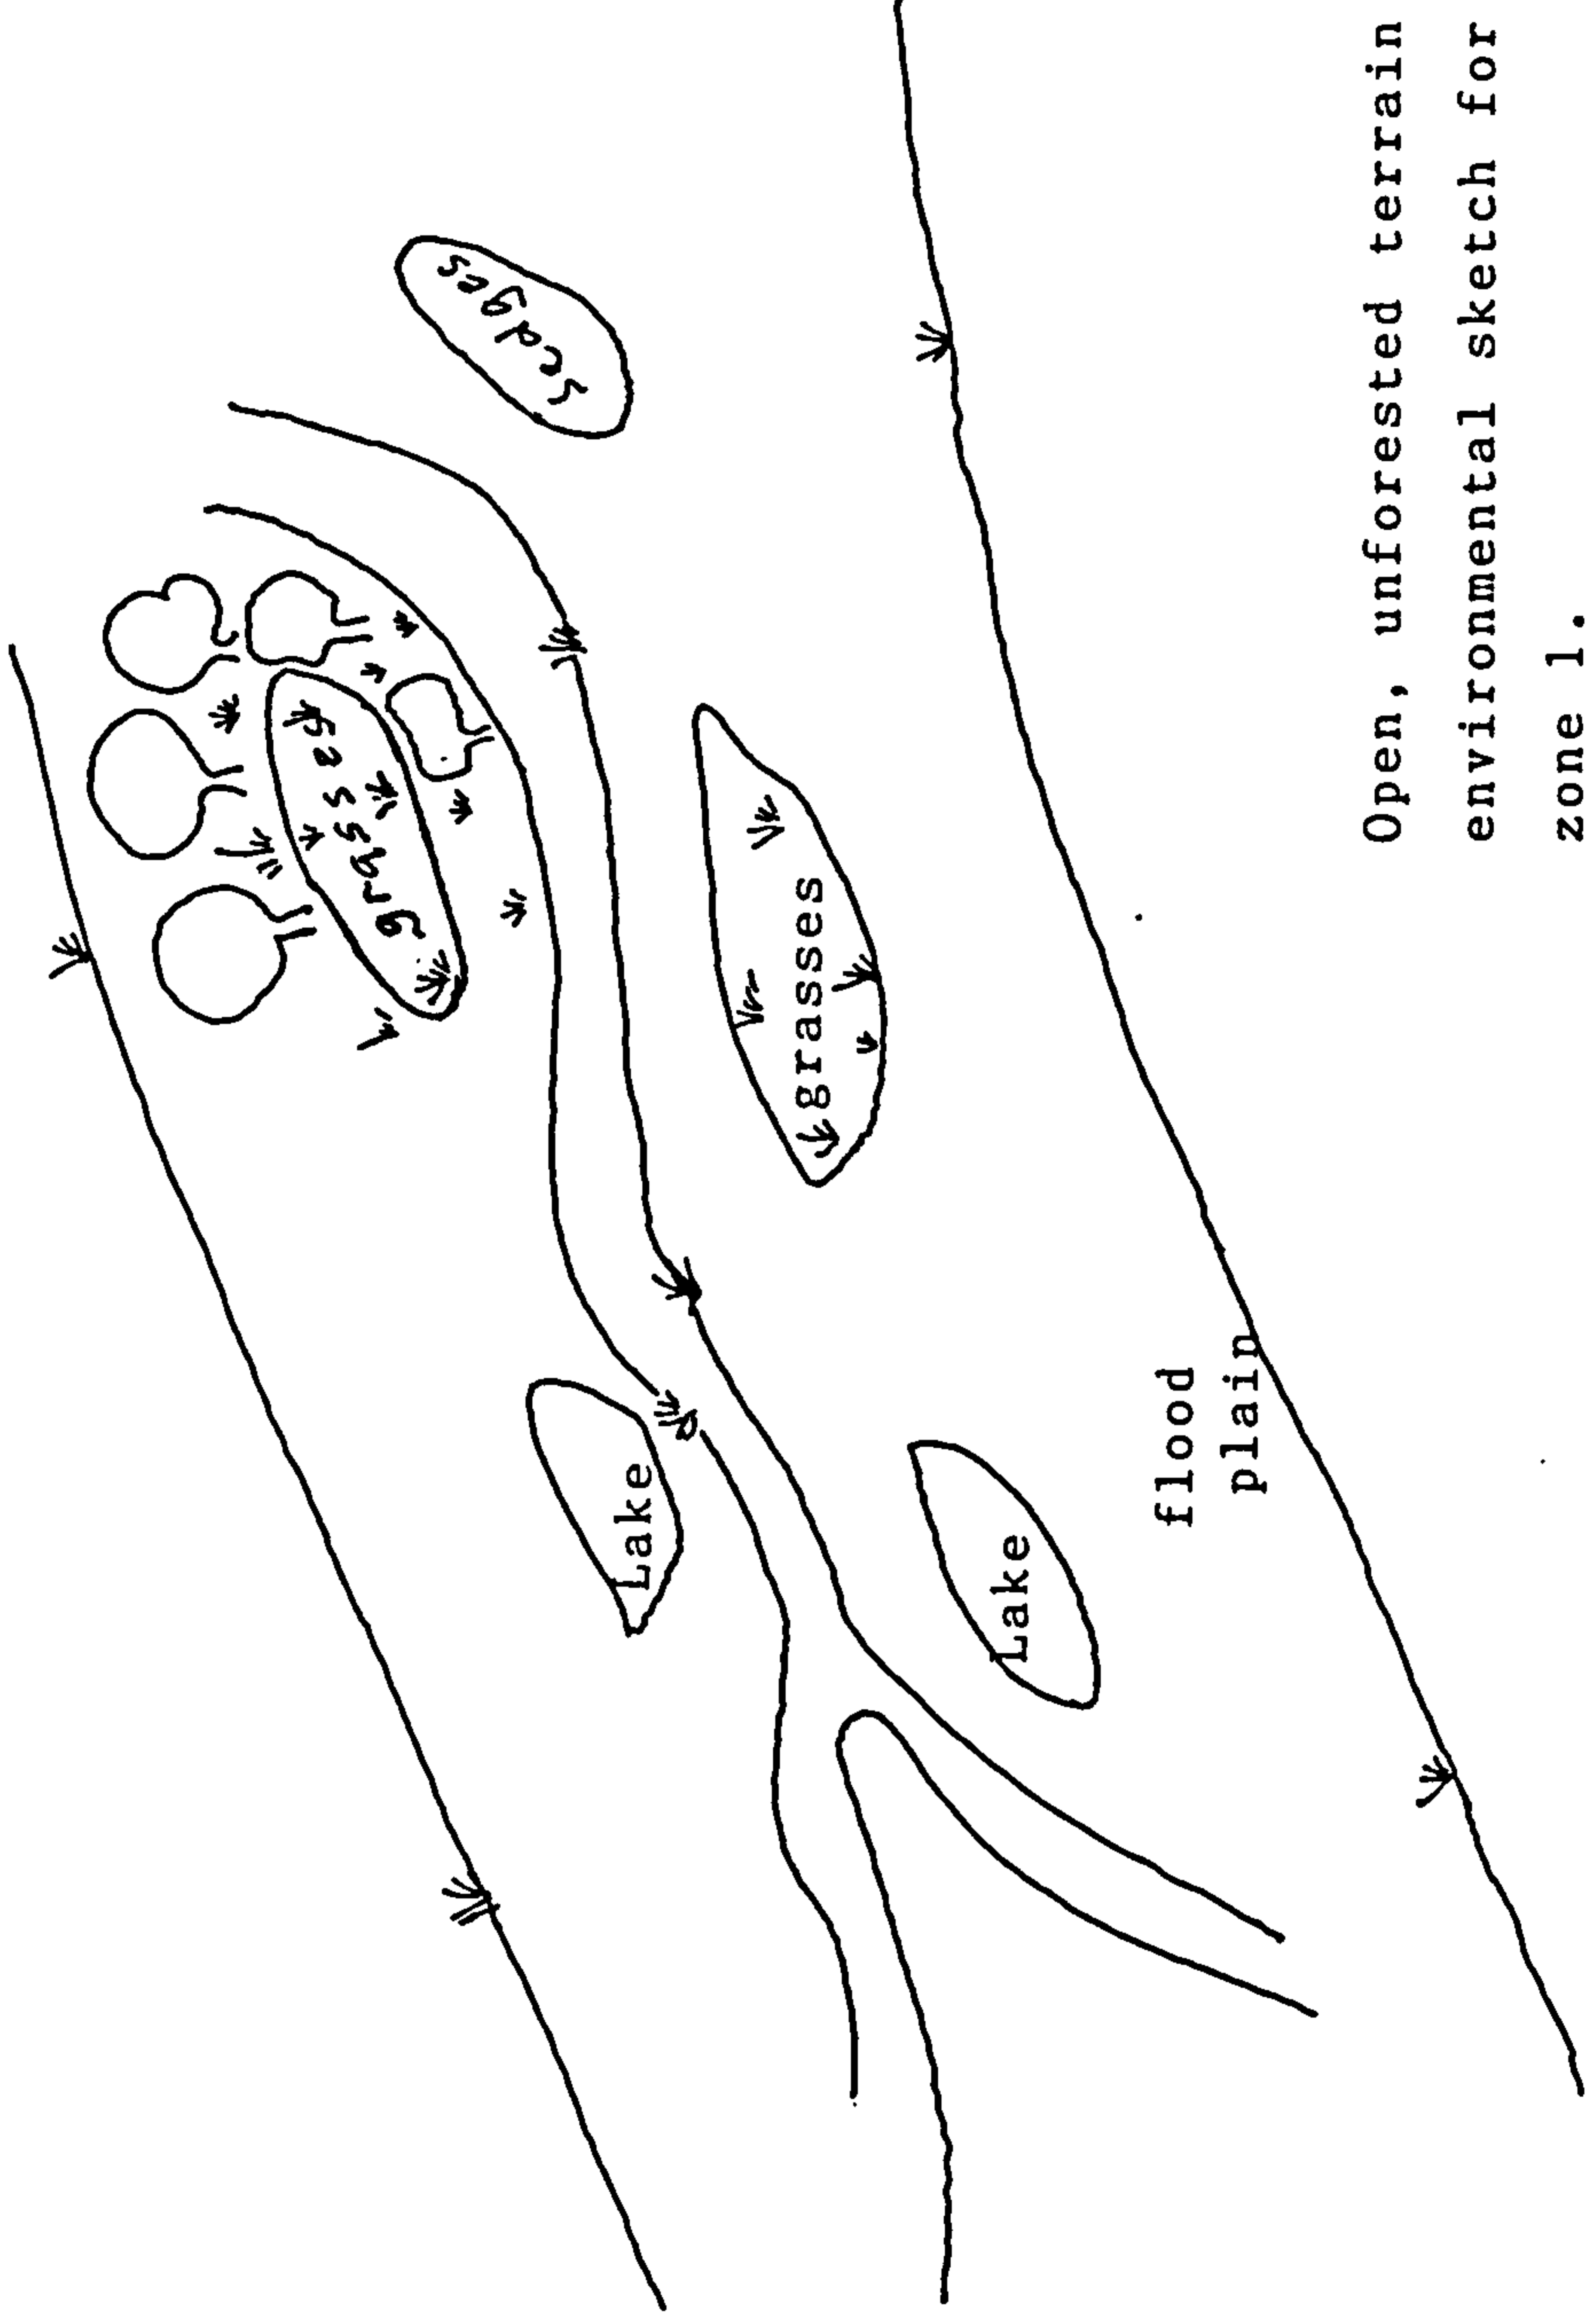 sedges
grasses
grasses
Lake
Lake
flood
plain
Open, unforested terrain
environmental sketch for
zone 1.